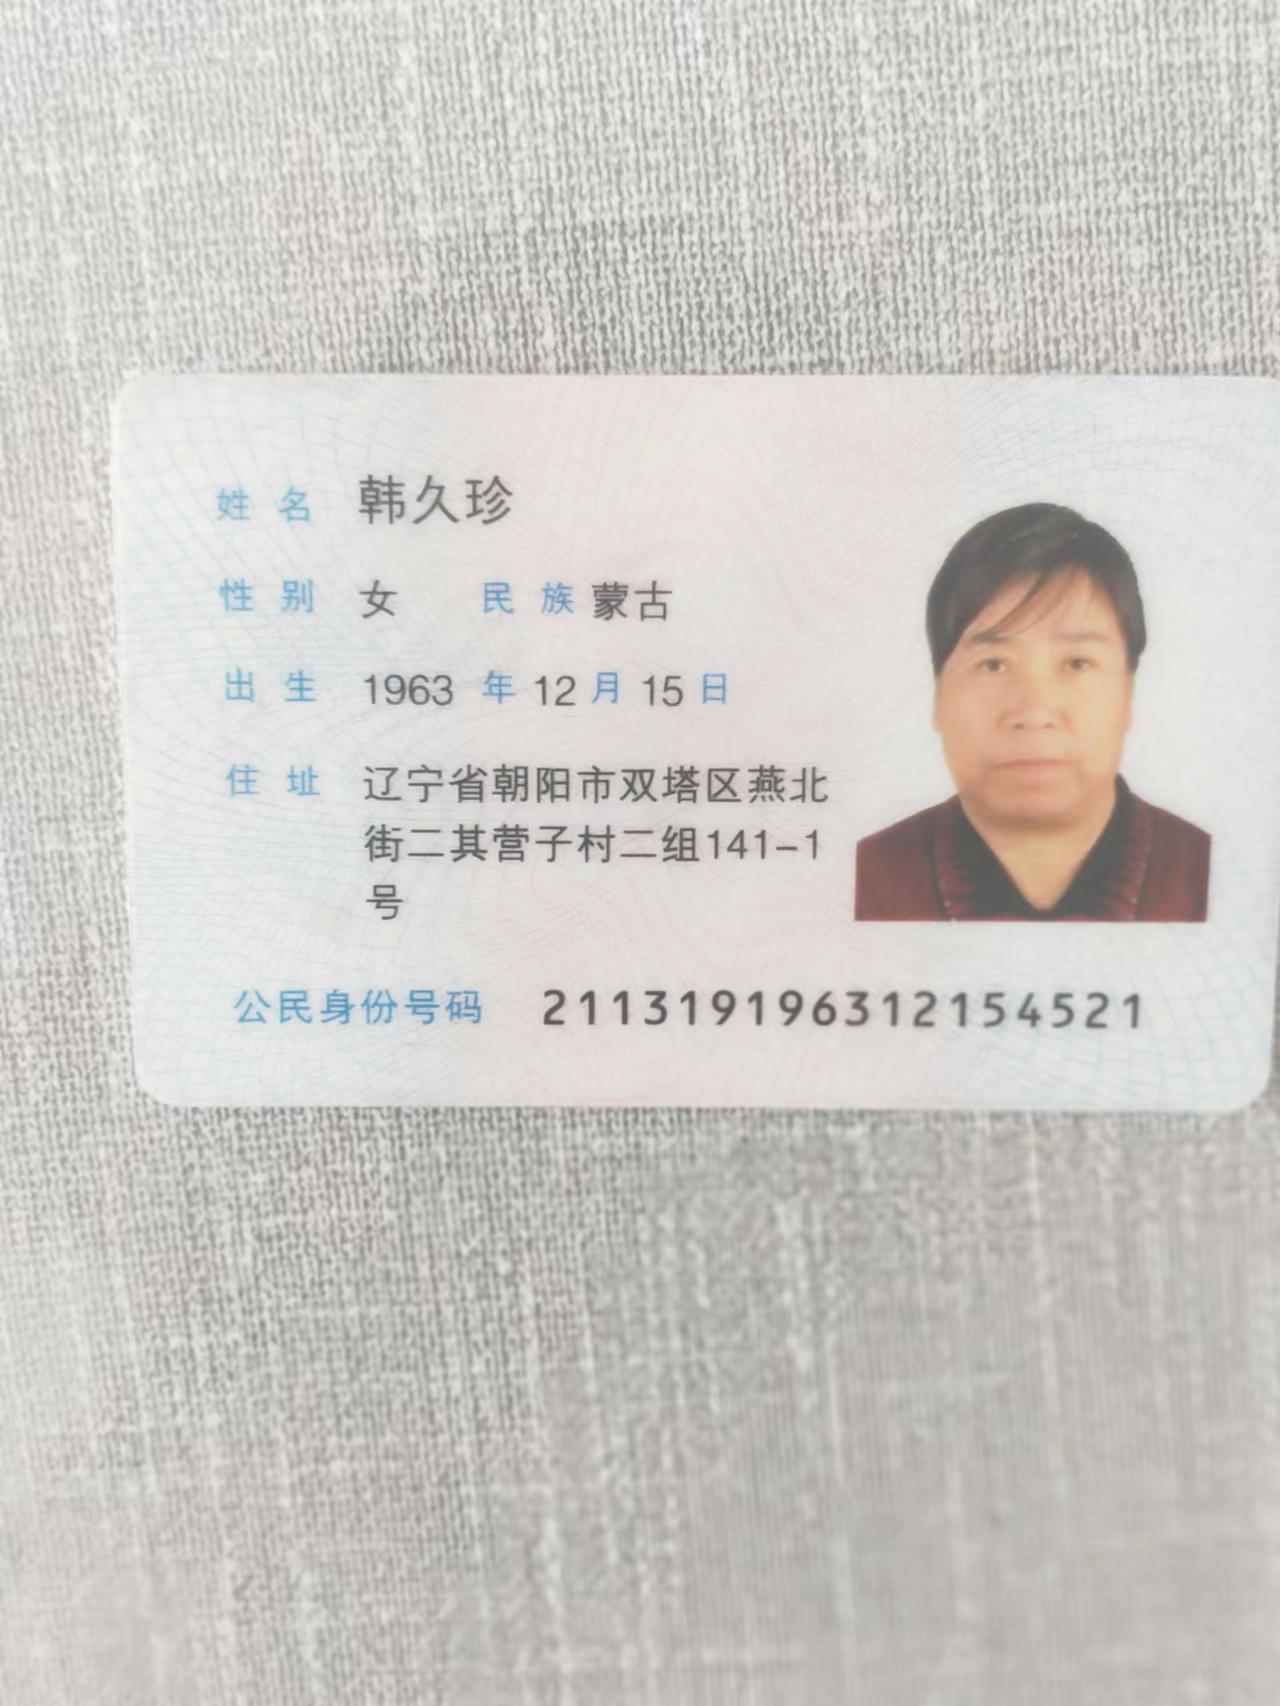 姓名 韩久珍
性别 女 民族 蒙古
出生 1963 年 12 月 15 日
住址 辽宁省朝阳市双塔区燕北
街二其营子村二组141-1
号
公民身份号码 211319196312154521